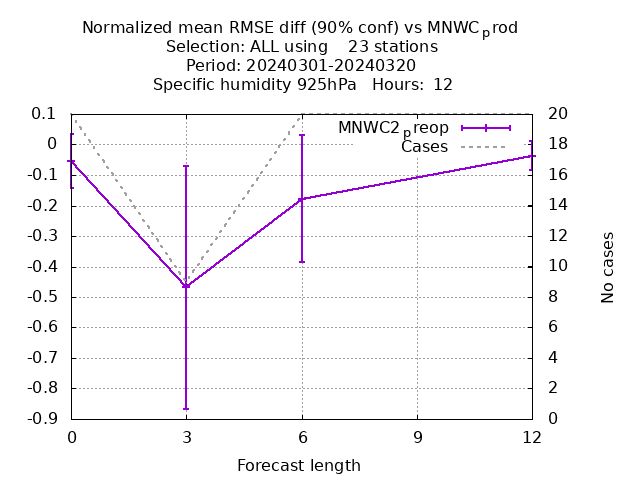 Normalized mean RMSE diff (90% conf) vs MNWCprod
Selection: ALL using    23 stations
Period: 20240301-20240320
Specific humidity 925hPa   Hours:  12
MNWC2preop
Cases
0.1
0
-0.1
-0.2
-0.3
-0.4
-0.5
-0.6
-0.7
-0.8
-0.9
20
18
16
14
12
10
8
6
4
2
0
No cases
0 3 6 9 12
Forecast length